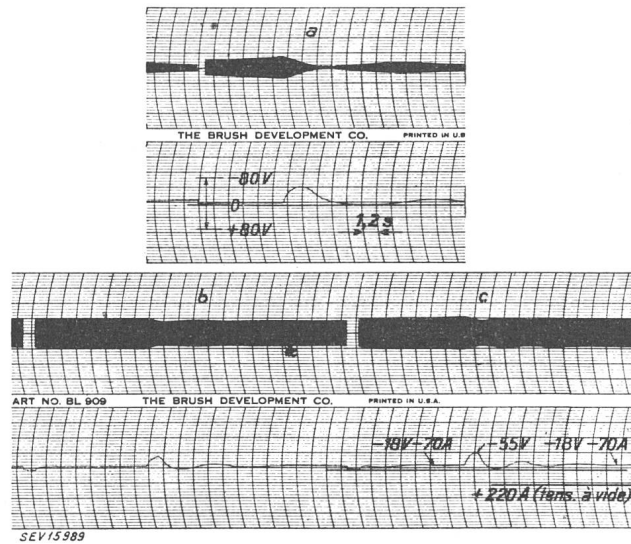 a
THE BRUSH DEVELOPMENT CO. PRINTED IN U.S
-80V
0
+80V
1,2 s
b c
ART NO. BL 909 THE BRUSH DEVELOPMENT CO. PRINTED IN U.S.A.
-18V-70A -55V -18V-70A
+220A (tens. à vide)
SEV15989